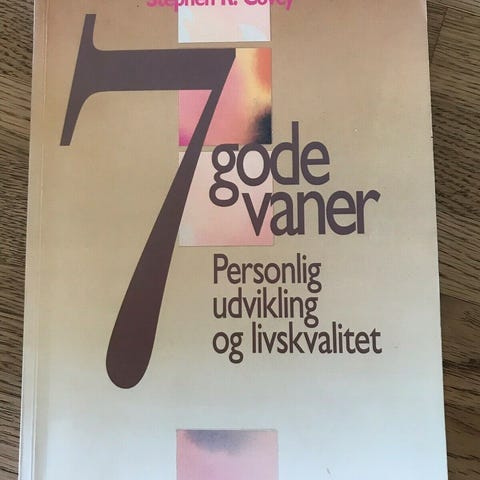 Stephen R. Covey
7
gode
vaner
Personlig
udvikling
og livskvalitet